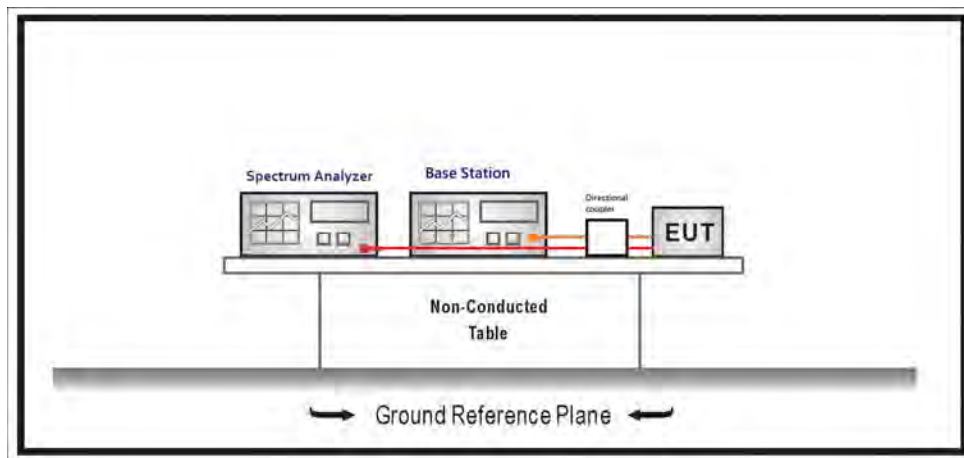 Spectrum Analyzer
Base Station
Directional
coupler
EUT
Non-Conducted
Table
Ground Reference Plane